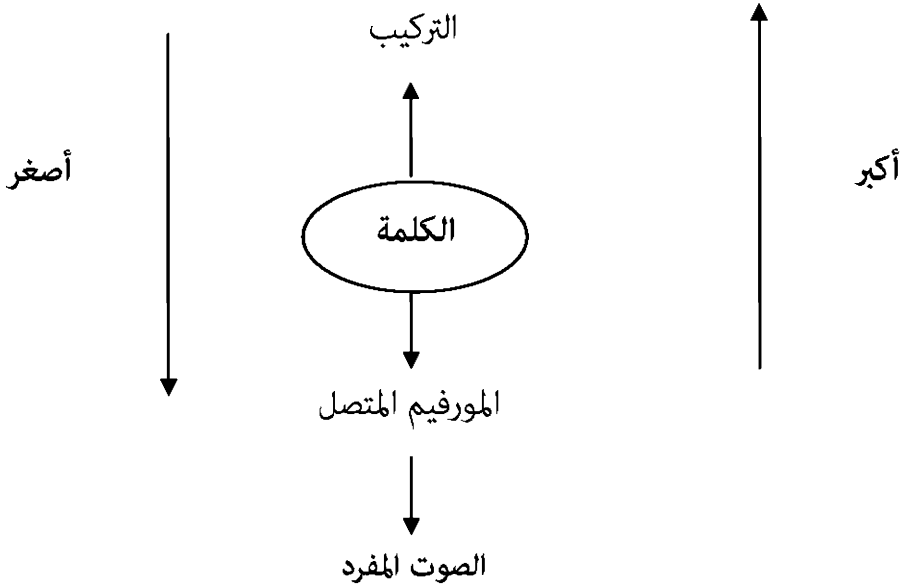 التركيب
أكبر
أصغر
الكلمة
المورفيم المتصل
الصوت المفرد